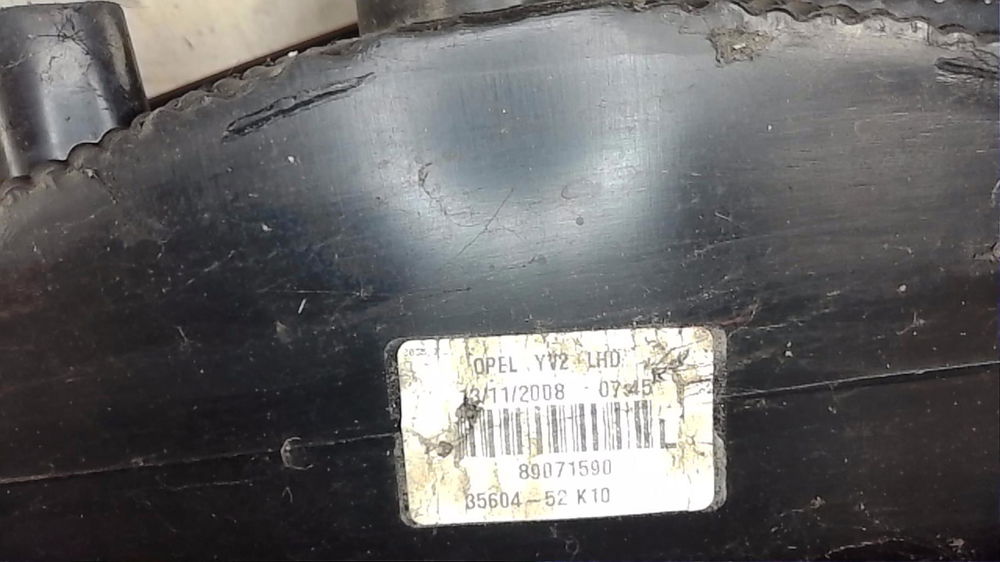 OPEL YV2 LHD
13/11/2008 07:45
L
89071590
35604-52 K10